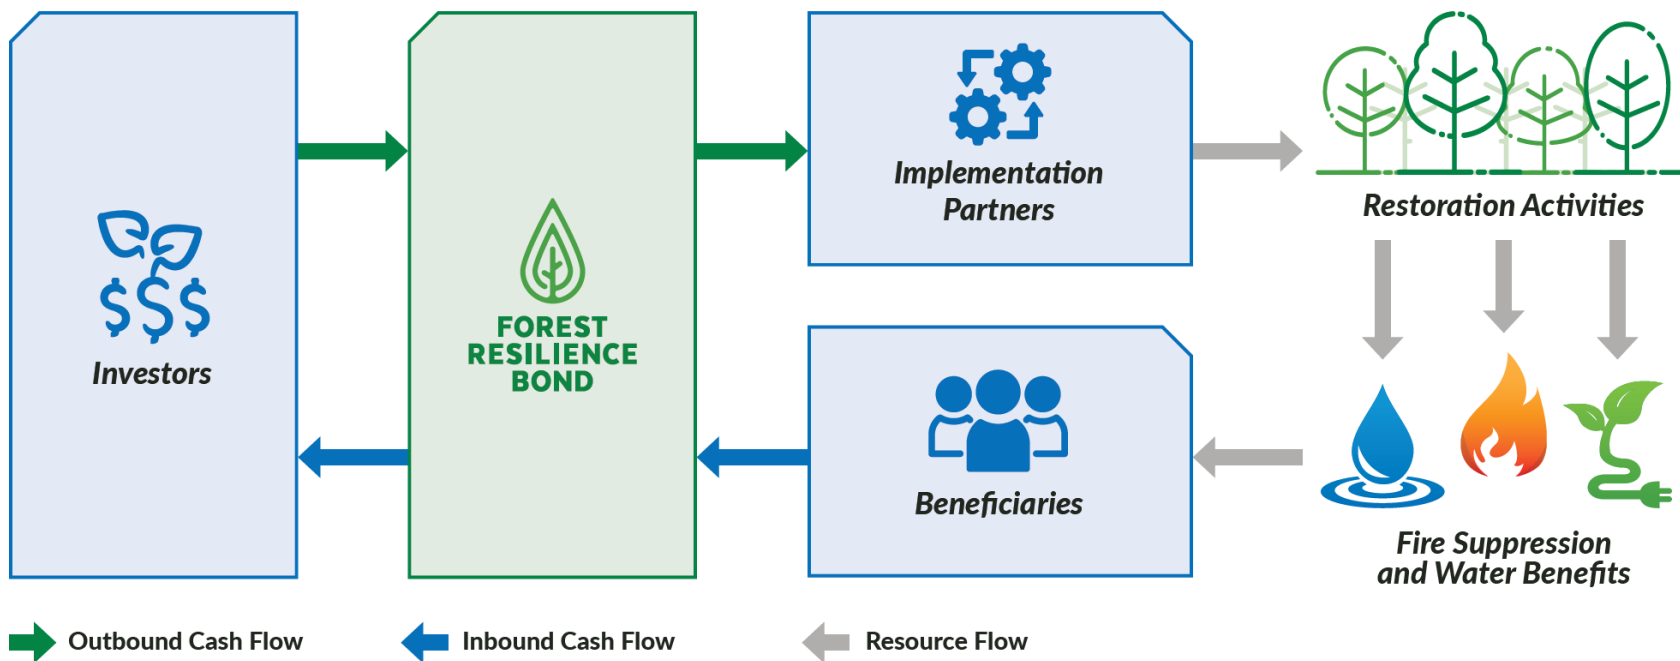 Investors
FOREST
RESILIENCE
BOND
Implementation
Partners
Restoration Activities
Beneficiaries
Fire Suppression
and Water Benefits
Outbound Cash Flow
Inbound Cash Flow
Resource Flow